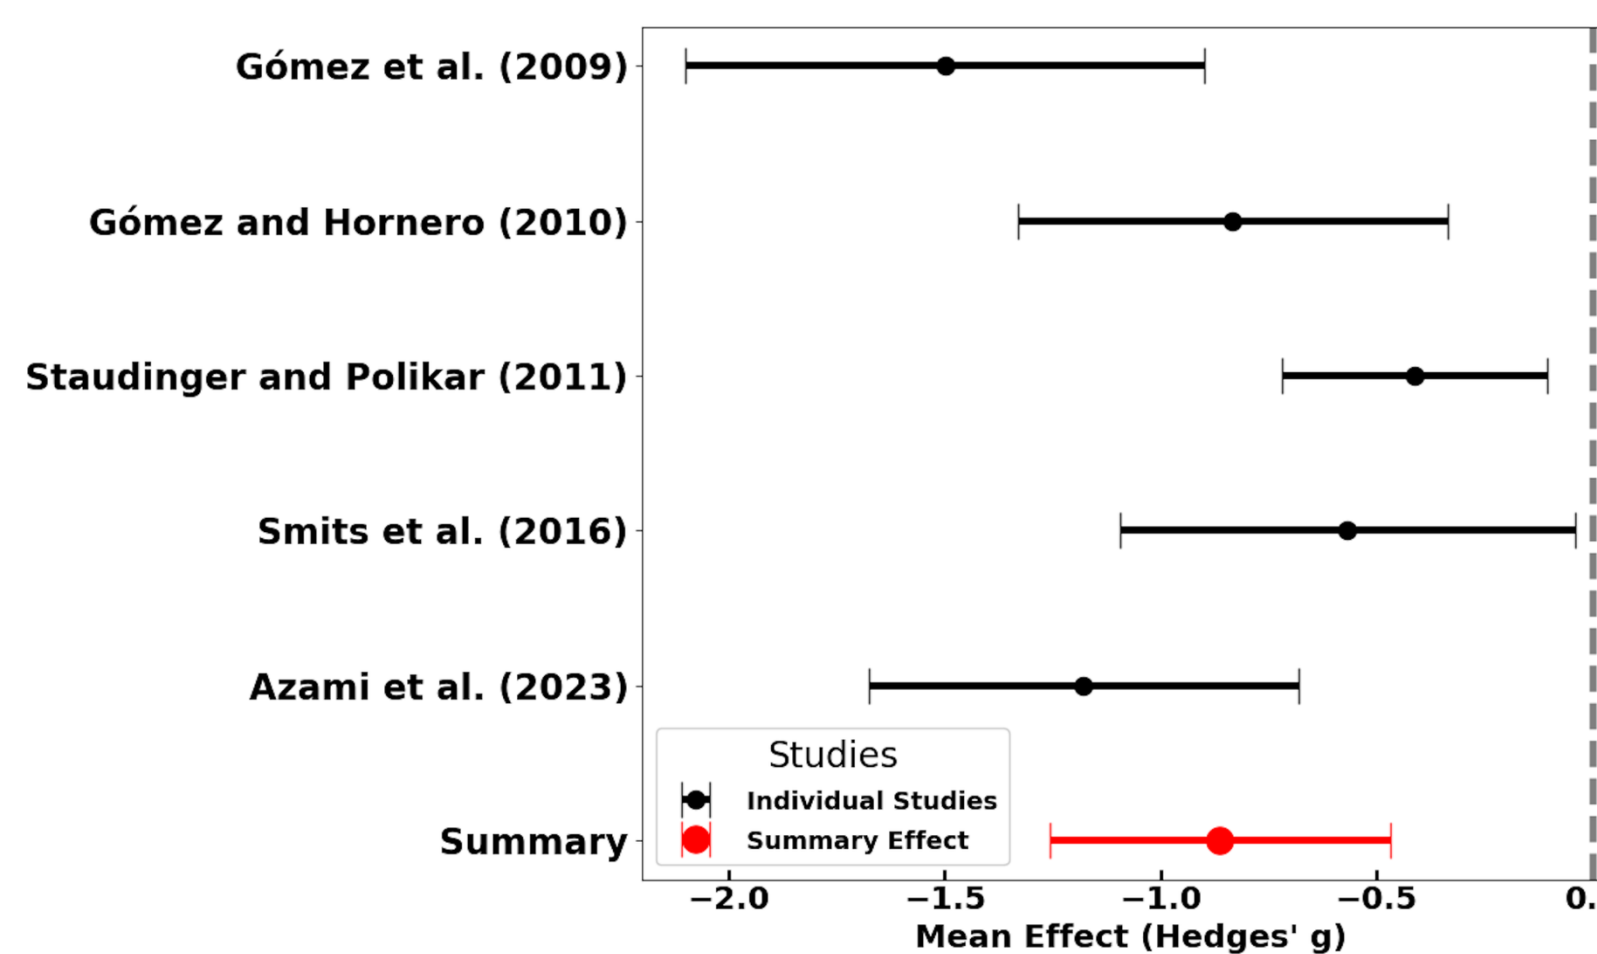 Gómez et al. (2009)
Gómez and Hornero (2010)
Staudinger and Polikar (2011)
Smits et al. (2016)
Azami et al. (2023)
Summary
Studies
Individual Studies
Summary Effect
−2.0 −1.5 −1.0 −0.5 0.
Mean Effect (Hedges' g)